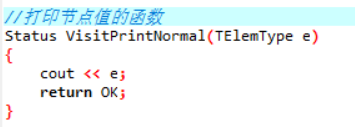 //打印节点值的函数
Status VisitPrintNormal(TElemType e)
{
    cout << e;
    return OK;
}